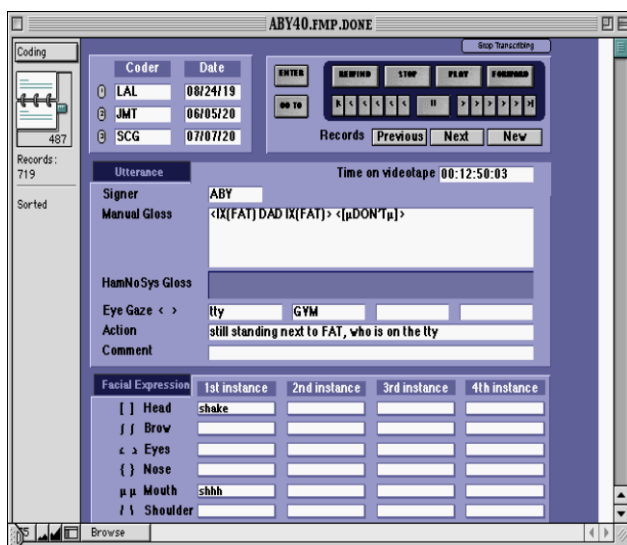 ABY40.FMP.DONE
Coding
487
Records:
719
Sorted
Stop Transcribing
Coder Date
1 LAL 08/24/19
2 JMT 06/05/20
3 SCG 07/07/20
ENTER REWIND STOP PLAY FORWARD
GO TO
Records Previous Next New
Utterance Time on videotape 00:12:50:03
Signer ABY
Manual Gloss <IX(FAT) DAD IX(FAT)> <[µDON'Tµ]>
HamNoSys Gloss
Eye Gaze < > tty GYM
Action still standing next to FAT, who is on the tty
Comment
Facial Expression 1st instance 2nd instance 3rd instance 4th instance
[ ] Head shake
∫ ∫ Brow
Eyes
{ } Nose
µ µ Mouth shhh
Shoulder
Browse